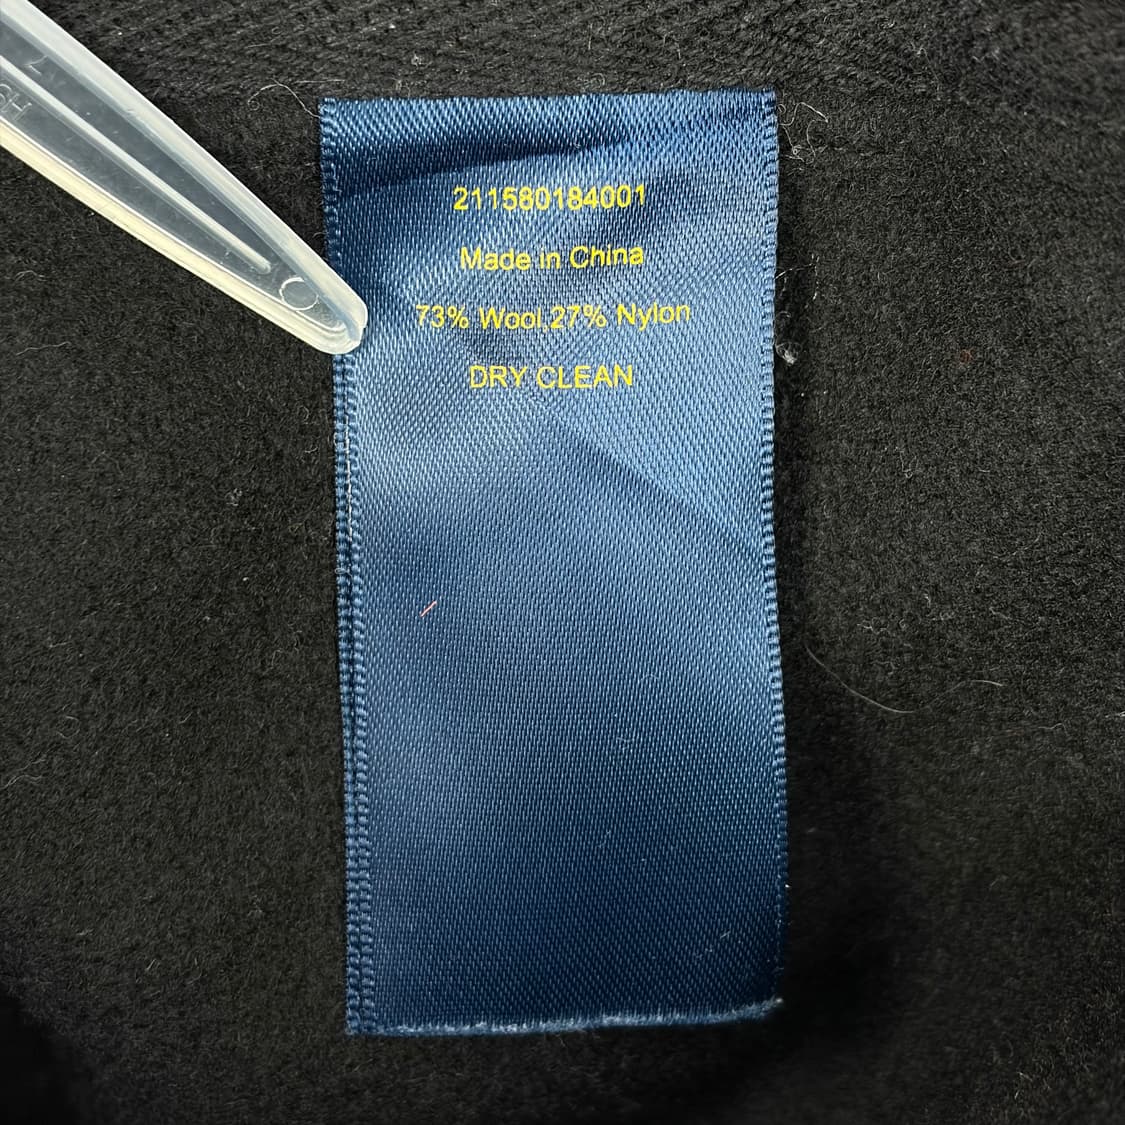 211580184001
Made in China
73% Wool,27% Nylon
DRY CLEAN